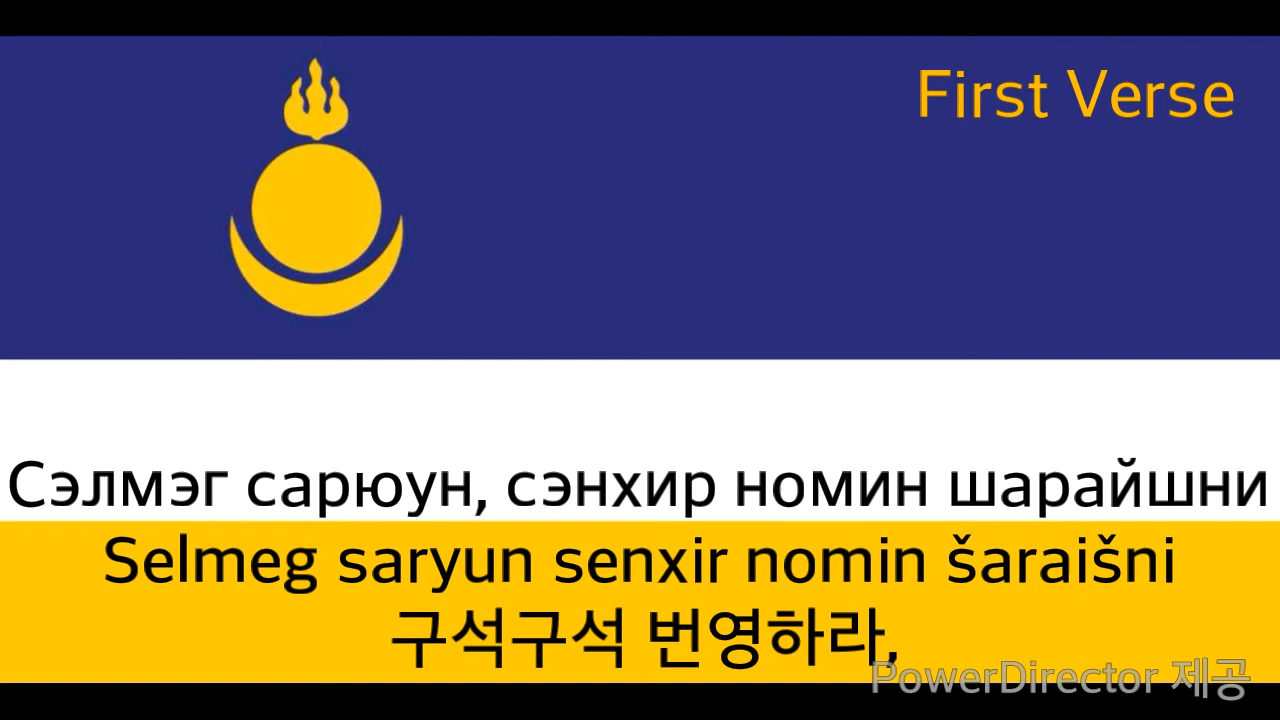 First Verse
Сэлмэг сарюун, сэнхир номин шарайшни
Selmeg saryun senxir nomin šaraišni
구석구석 번영하라,
PowerDirector 제공